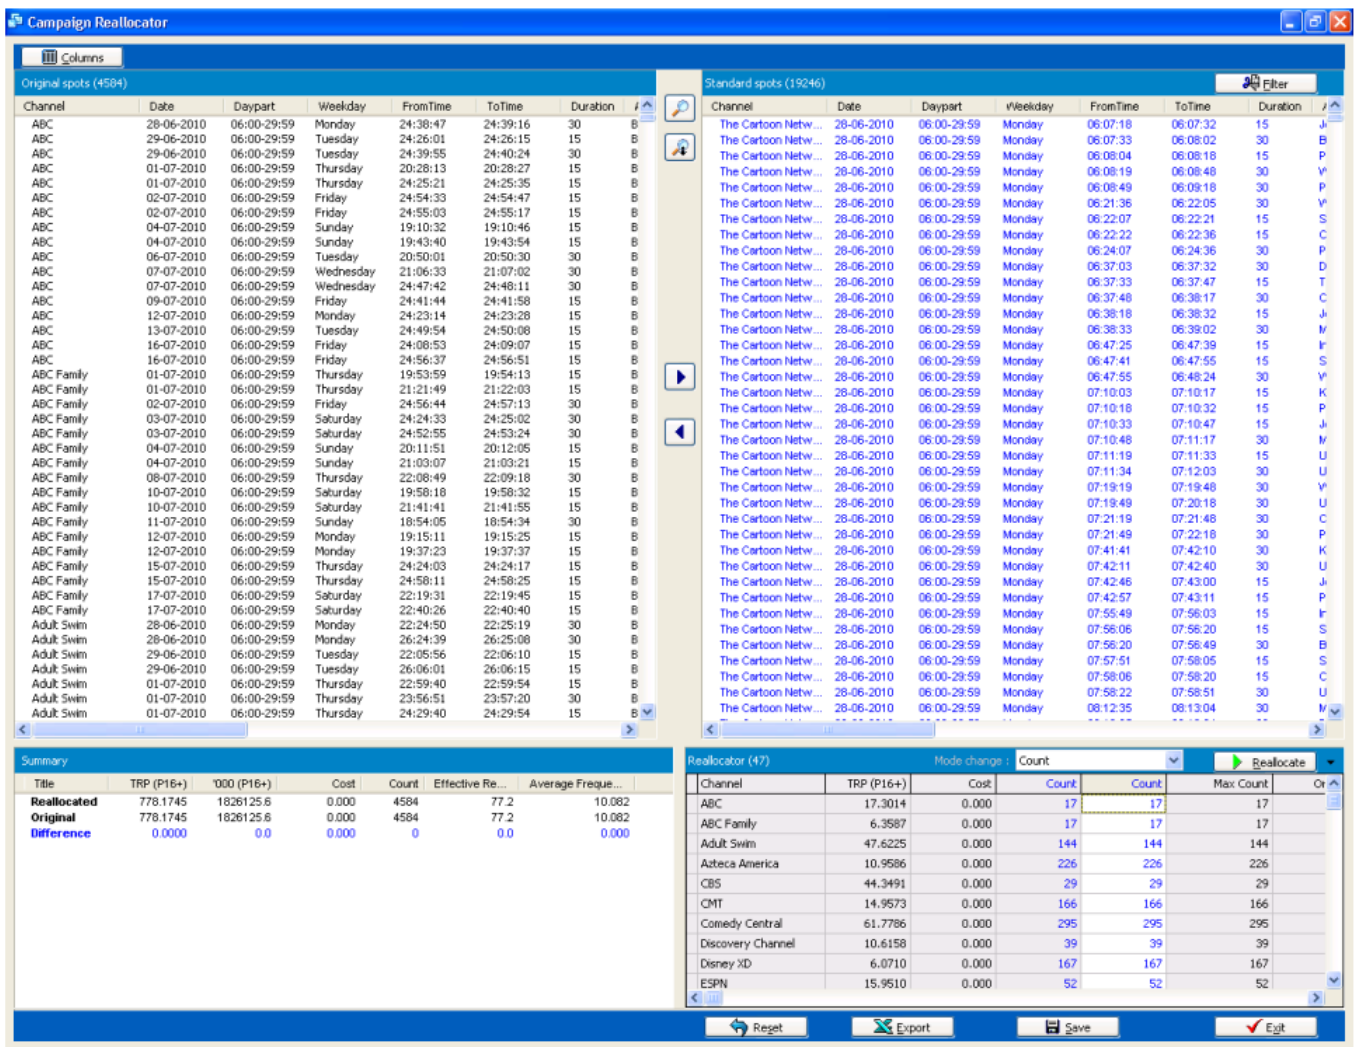 Campaign Reallocator
Columns
Original spots (4584)
Channel Date Daypart Weekday FromTime ToTime Duration
ABC 28-06-2010 06:00-29:59 Monday 24:38:47 24:39:16 30 B
ABC 29-06-2010 06:00-29:59 Tuesday 24:26:01 24:26:15 15 B
ABC 29-06-2010 06:00-29:59 Tuesday 24:39:55 24:40:24 30 B
ABC 01-07-2010 06:00-29:59 Thursday 20:28:13 20:28:27 15 B
ABC 01-07-2010 06:00-29:59 Thursday 24:25:21 24:25:35 15 B
ABC 02-07-2010 06:00-29:59 Friday 24:54:33 24:54:47 15 B
ABC 02-07-2010 06:00-29:59 Friday 24:55:03 24:55:17 15 B
ABC 04-07-2010 06:00-29:59 Sunday 19:10:32 19:10:46 15 B
ABC 04-07-2010 06:00-29:59 Sunday 19:43:40 19:43:54 15 B
ABC 06-07-2010 06:00-29:59 Tuesday 20:50:01 20:50:30 30 B
ABC 07-07-2010 06:00-29:59 Wednesday 21:06:33 21:07:02 30 B
ABC 07-07-2010 06:00-29:59 Wednesday 24:47:42 24:48:11 30 B
ABC 09-07-2010 06:00-29:59 Friday 24:41:44 24:41:58 15 B
ABC 12-07-2010 06:00-29:59 Monday 24:23:14 24:23:28 15 B
ABC 13-07-2010 06:00-29:59 Tuesday 24:49:54 24:50:08 15 B
ABC 16-07-2010 06:00-29:59 Friday 24:08:53 24:09:07 15 B
ABC 16-07-2010 06:00-29:59 Friday 24:56:37 24:56:51 15 B
ABC Family 01-07-2010 06:00-29:59 Thursday 19:53:59 19:54:13 15 B
ABC Family 01-07-2010 06:00-29:59 Thursday 21:21:49 21:22:03 15 B
ABC Family 02-07-2010 06:00-29:59 Friday 24:56:44 24:57:13 30 B
ABC Family 03-07-2010 06:00-29:59 Saturday 24:24:33 24:25:02 30 B
ABC Family 03-07-2010 06:00-29:59 Saturday 24:52:55 24:53:24 30 B
ABC Family 04-07-2010 06:00-29:59 Sunday 20:11:51 20:12:05 15 B
ABC Family 04-07-2010 06:00-29:59 Sunday 21:03:07 21:03:21 15 B
ABC Family 08-07-2010 06:00-29:59 Thursday 22:08:49 22:09:18 30 B
ABC Family 10-07-2010 06:00-29:59 Saturday 19:58:18 19:58:32 15 B
ABC Family 10-07-2010 06:00-29:59 Saturday 21:41:41 21:41:55 15 B
ABC Family 11-07-2010 06:00-29:59 Sunday 18:54:05 18:54:34 30 B
ABC Family 12-07-2010 06:00-29:59 Monday 19:15:11 19:15:25 15 B
ABC Family 12-07-2010 06:00-29:59 Monday 19:37:23 19:37:37 15 B
ABC Family 15-07-2010 06:00-29:59 Thursday 24:24:03 24:24:17 15 B
ABC Family 15-07-2010 06:00-29:59 Thursday 24:58:11 24:58:25 15 B
ABC Family 17-07-2010 06:00-29:59 Saturday 22:19:31 22:19:45 15 B
ABC Family 17-07-2010 06:00-29:59 Saturday 22:40:26 22:40:40 15 B
Adult Swim 28-06-2010 06:00-29:59 Monday 22:24:50 22:25:19 30 B
Adult Swim 28-06-2010 06:00-29:59 Monday 26:24:39 26:25:08 30 B
Adult Swim 29-06-2010 06:00-29:59 Tuesday 22:05:56 22:06:10 15 B
Adult Swim 29-06-2010 06:00-29:59 Tuesday 26:06:01 26:06:15 15 B
Adult Swim 01-07-2010 06:00-29:59 Thursday 22:59:40 22:59:54 15 B
Adult Swim 01-07-2010 06:00-29:59 Thursday 23:56:51 23:57:20 30 B
Adult Swim 01-07-2010 06:00-29:59 Thursday 24:29:40 24:29:54 15 B
Standard spots (19246)
Filter
Channel Date Daypart Weekday FromTime ToTime Duration
The Cartoon Netw... 28-06-2010 06:00-29:59 Monday 06:07:18 06:07:32 15
The Cartoon Netw... 28-06-2010 06:00-29:59 Monday 06:07:33 06:08:02 30
The Cartoon Netw... 28-06-2010 06:00-29:59 Monday 06:08:04 06:08:18 15
The Cartoon Netw... 28-06-2010 06:00-29:59 Monday 06:08:19 06:08:48 30
The Cartoon Netw... 28-06-2010 06:00-29:59 Monday 06:08:49 06:09:18 30
The Cartoon Netw... 28-06-2010 06:00-29:59 Monday 06:21:36 06:22:05 30
The Cartoon Netw... 28-06-2010 06:00-29:59 Monday 06:22:07 06:22:21 15
The Cartoon Netw... 28-06-2010 06:00-29:59 Monday 06:22:22 06:22:36 15
The Cartoon Netw... 28-06-2010 06:00-29:59 Monday 06:24:07 06:24:36 30
The Cartoon Netw... 28-06-2010 06:00-29:59 Monday 06:37:03 06:37:32 30
The Cartoon Netw... 28-06-2010 06:00-29:59 Monday 06:37:33 06:37:47 15
The Cartoon Netw... 28-06-2010 06:00-29:59 Monday 06:37:48 06:38:17 30
The Cartoon Netw... 28-06-2010 06:00-29:59 Monday 06:38:18 06:38:32 15
The Cartoon Netw... 28-06-2010 06:00-29:59 Monday 06:38:33 06:39:02 30
The Cartoon Netw... 28-06-2010 06:00-29:59 Monday 06:47:25 06:47:39 15
The Cartoon Netw... 28-06-2010 06:00-29:59 Monday 06:47:41 06:47:55 15
The Cartoon Netw... 28-06-2010 06:00-29:59 Monday 06:47:55 06:48:24 30
The Cartoon Netw... 28-06-2010 06:00-29:59 Monday 07:10:03 07:10:17 15
The Cartoon Netw... 28-06-2010 06:00-29:59 Monday 07:10:18 07:10:32 15
The Cartoon Netw... 28-06-2010 06:00-29:59 Monday 07:10:33 07:10:47 15
The Cartoon Netw... 28-06-2010 06:00-29:59 Monday 07:10:48 07:11:17 30
The Cartoon Netw... 28-06-2010 06:00-29:59 Monday 07:11:19 07:11:33 15
The Cartoon Netw... 28-06-2010 06:00-29:59 Monday 07:11:34 07:12:03 30
The Cartoon Netw... 28-06-2010 06:00-29:59 Monday 07:19:19 07:19:48 30
The Cartoon Netw... 28-06-2010 06:00-29:59 Monday 07:19:49 07:20:18 30
The Cartoon Netw... 28-06-2010 06:00-29:59 Monday 07:21:19 07:21:48 30
The Cartoon Netw... 28-06-2010 06:00-29:59 Monday 07:21:49 07:22:18 30
The Cartoon Netw... 28-06-2010 06:00-29:59 Monday 07:41:41 07:42:10 30
The Cartoon Netw... 28-06-2010 06:00-29:59 Monday 07:42:11 07:42:40 30
The Cartoon Netw... 28-06-2010 06:00-29:59 Monday 07:42:46 07:43:00 15
The Cartoon Netw... 28-06-2010 06:00-29:59 Monday 07:42:57 07:43:11 15
The Cartoon Netw... 28-06-2010 06:00-29:59 Monday 07:55:49 07:56:03 15
The Cartoon Netw... 28-06-2010 06:00-29:59 Monday 07:56:06 07:56:20 15
The Cartoon Netw... 28-06-2010 06:00-29:59 Monday 07:56:20 07:56:49 30
The Cartoon Netw... 28-06-2010 06:00-29:59 Monday 07:57:51 07:58:05 15
The Cartoon Netw... 28-06-2010 06:00-29:59 Monday 07:58:06 07:58:20 15
The Cartoon Netw... 28-06-2010 06:00-29:59 Monday 07:58:22 07:58:51 30
The Cartoon Netw... 28-06-2010 06:00-29:59 Monday 08:12:35 08:13:04 30
Summary
Title TRP (P16+) '000 (P16+) Cost Count Effective Re... Average Freque...
Reallocated 778.1745 1826125.6 0.000 4584 77.2 10.082
Original 778.1745 1826125.6 0.000 4584 77.2 10.082
Difference 0.0000 0.0 0.000 0 0.0 0.000
Reallocator (47) Mode change : Count Reallocate
Channel TRP (P16+) Cost Count Count Max Count Or
ABC 17.3014 0.000 17 17 17
ABC Family 6.3587 0.000 17 17 17
Adult Swim 47.6225 0.000 144 144 144
Azteca America 10.9586 0.000 226 226 226
CBS 44.3491 0.000 29 29 29
CMT 14.9573 0.000 166 166 166
Comedy Central 61.7786 0.000 295 295 295
Discovery Channel 10.6158 0.000 39 39 39
Disney XD 6.0710 0.000 167 167 167
ESPN 15.9510 0.000 52 52 52
Reset Export Save Exit